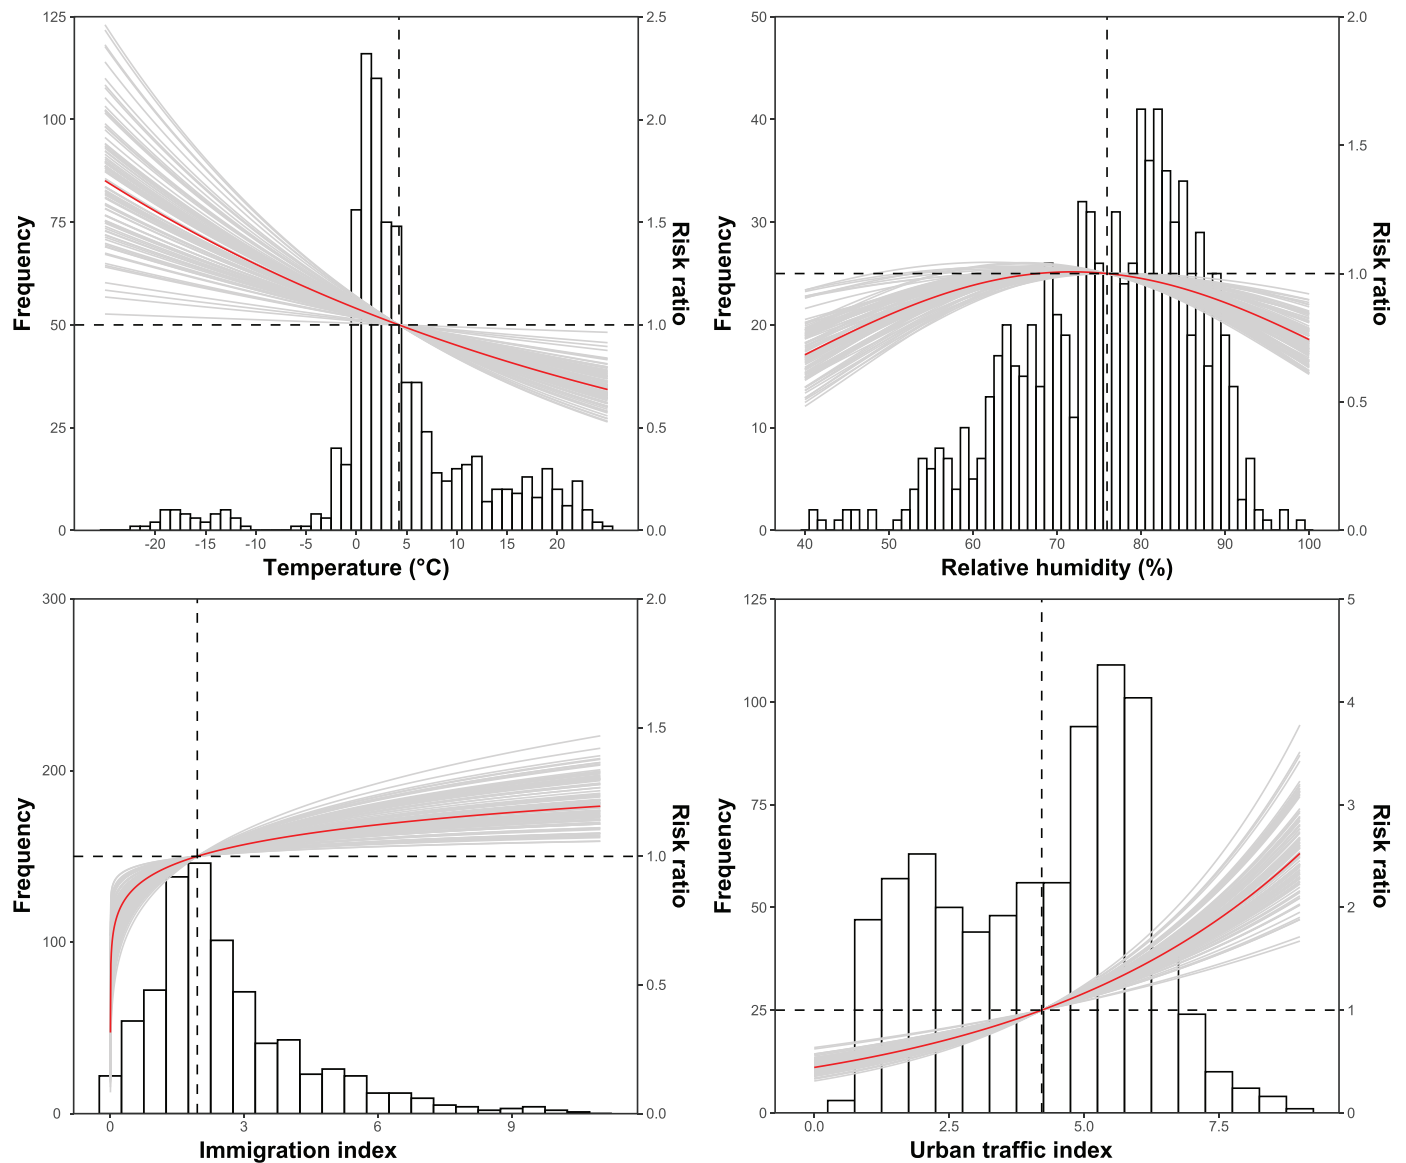 125
100
75
50
25
0
Frequency
2.5
2.0
1.5
1.0
0.5
0.0
Risk ratio
-20 -15 -10 -5 0 5 10 15 20
Temperature (°C)
50
40
30
20
10
0
Frequency
2.0
1.5
1.0
0.5
0.0
Risk ratio
40 50 60 70 80 90 100
Relative humidity (%)
300
200
100
0
Frequency
2.0
1.5
1.0
0.5
0.0
Risk ratio
0 3 6 9
Immigration index
125
100
75
50
25
0
Frequency
5
4
3
2
1
0
Risk ratio
0.0 2.5 5.0 7.5
Urban traffic index